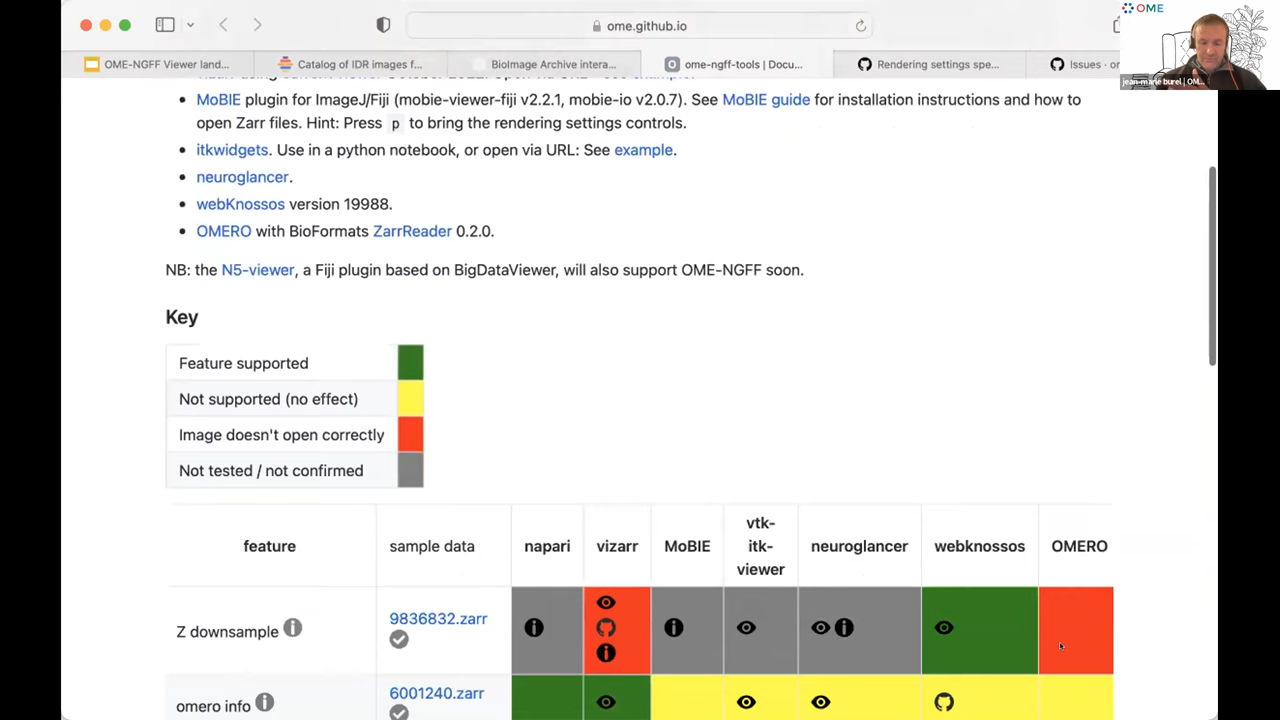 ome.github.io
OME
jean-marie burel | OM...
OME-NGFF Viewer land...
Catalog of IDR images f...
BioImage Archive intera...
ome-ngff-tools | Docu...
Rendering settings spe...
Issues · or
MoBIE plugin for ImageJ/Fiji (mobie-viewer-fiji v2.2.1, mobie-io v2.0.7). See MoBIE guide for installation instructions and how to
open Zarr files. Hint: Press p to bring the rendering settings controls.
itkwidgets. Use in a python notebook, or open via URL: See example.
neuroglancer.
webKnossos version 19988.
OMERO with BioFormats ZarrReader 0.2.0.
NB: the N5-viewer, a Fiji plugin based on BigDataViewer, will also support OME-NGFF soon.
Key
Feature supported
Not supported (no effect)
Image doesn't open correctly
Not tested / not confirmed
feature sample data napari vizarr MoBIE vtk-itk-viewer neuroglancer webknossos OMERO
Z downsample 9836832.zarr
omero info 6001240.zarr